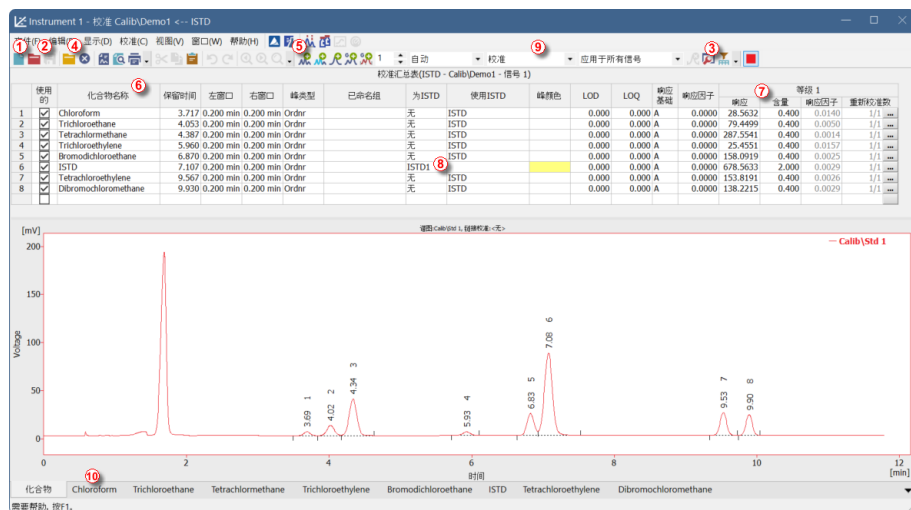 Instrument 1 - 校准 Calib\Demo1 <-- ISTD
显示(D) 校准(C) 视图(V) 窗口(W) 帮助(H)
① ② ④ ⑤ 1 自动 校准 ⑨ 应用于所有信号 ③
校准汇总表(ISTD - Calib\Demo1 - 信号 1)
使用的 化合物名称 ⑥ 保留时间 左窗口 右窗口 峰类型 已命名组 为ISTD 使用ISTD 峰颜色 LOD LOQ 响应基础 响应因子 ⑦ 等级 1
响应 含量 响应因子 重新校准数
1 Chloroform 3.717 0.200 min 0.200 min Ordnr 无 ISTD 0.000 0.000 A 0.0000 28.5632 0.400 0.0140 1/1 ...
2 Trichloroethane 4.053 0.200 min 0.200 min Ordnr 无 ISTD 0.000 0.000 A 0.0000 79.4499 0.400 0.0050 1/1 ...
3 Tetrachlormethane 4.387 0.200 min 0.200 min Ordnr 无 ISTD 0.000 0.000 A 0.0000 287.5541 0.400 0.0014 1/1 ...
4 Trichloroethylene 5.960 0.200 min 0.200 min Ordnr 无 ISTD 0.000 0.000 A 0.0000 25.4551 0.400 0.0157 1/1 ...
5 Bromodichloroethane 6.870 0.200 min 0.200 min Ordnr 无 ISTD 0.000 0.000 A 0.0000 158.0919 0.400 0.0025 1/1 ...
6 ISTD 7.107 0.200 min 0.200 min Ordnr ISTD1 ⑧ 0.000 0.000 A 0.0000 678.5633 2.000 0.0029 1/1 ...
7 Tetrachloroethylene 9.567 0.200 min 0.200 min Ordnr 无 ISTD 0.000 0.000 A 0.0000 153.8191 0.400 0.0026 1/1 ...
8 Dibromochloromethane 9.930 0.200 min 0.200 min Ordnr 无 ISTD 0.000 0.000 A 0.0000 138.2215 0.400 0.0029 1/1 ...
[mV]
谱图:Calib\Std 1, 链接校准:<无>
Calib\Std 1
200
150
100
50
0
Voltage
3.69 1
4.02 2
4.34 3
5.93 4
6.83 5
7.08 6
9.53 7
9.90 8
0 2 4 6 8 10 12
时间
[min]
⑩
化合物 Chloroform Trichloroethane Tetrachlormethane Trichloroethylene Bromodichloroethane ISTD Tetrachloroethylene Dibromochloromethane
需要帮助, 按F1.